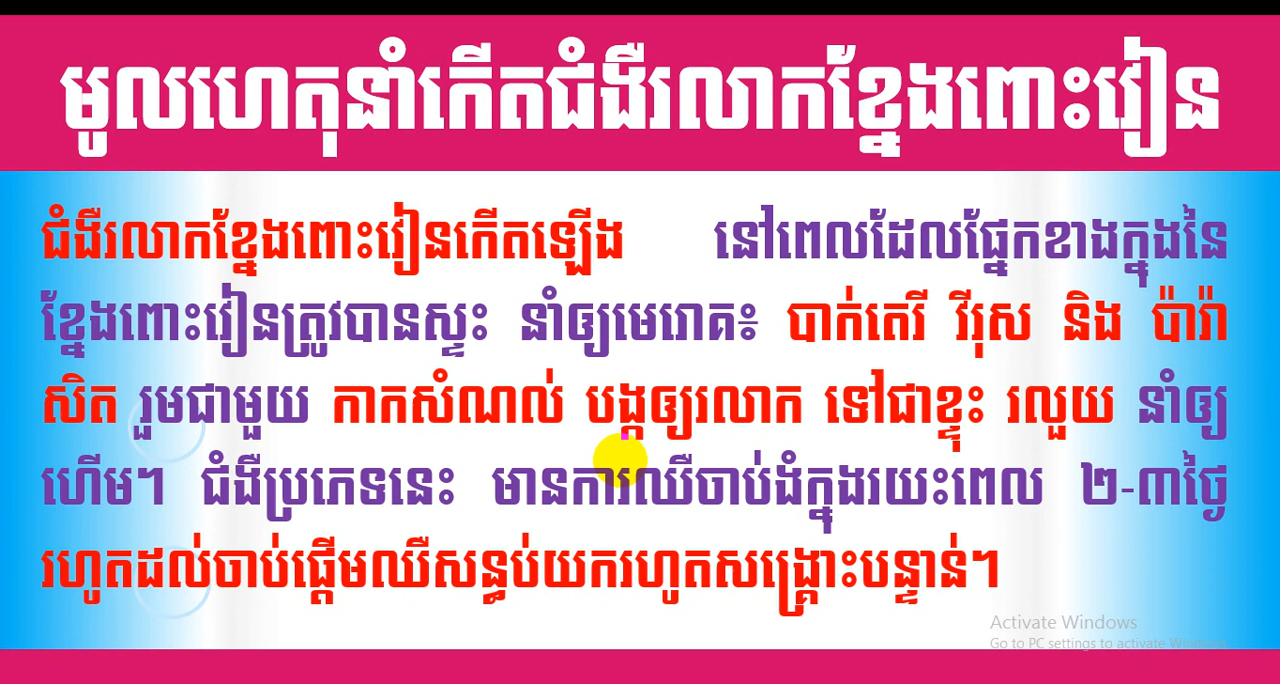 មូលហេតុនាំកើតជំងឺរលាកខ្នែងពោះវៀន
ជំងឺរលាកខ្នែងពោះវៀនកើតឡើង នៅពេលដែលផ្នែកខាងក្នុងនៃ
ខ្នែងពោះវៀនត្រូវបានស្ទះ នាំឲ្យមេរោគ៖ បាក់តេរី វីរុស និង ប៉ារ៉ា
សិត រួមជាមួយ កាកសំណល់ បង្កឲ្យរលាក ទៅជាខ្ទុះ រលួយ នាំឲ្យ
ហើម។ ជំងឺប្រភេទនេះ មានការឈឺចាប់ងំក្នុងរយះពេល ២-៣ថ្ងៃ
រហូតដល់ចាប់ផ្តើមឈឺសន្ធប់យករហូតសង្គ្រោះបន្ទាន់។
Activate Windows
Go to PC settings to activate Windows.